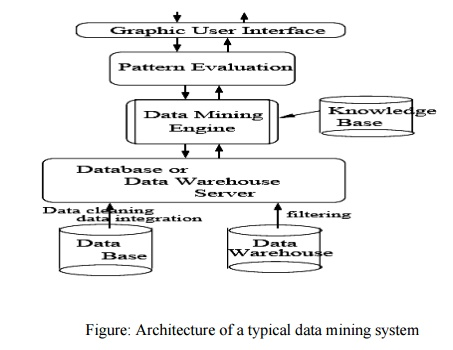 Graphic User Interface
Pattern Evaluation
Data Mining
Engine
Knowledge
Base
Database or
Data Warehouse
Server
Data cleaning
data integration
filtering
Data
Base
Data
Warehouse
Figure: Architecture of a typical data mining system